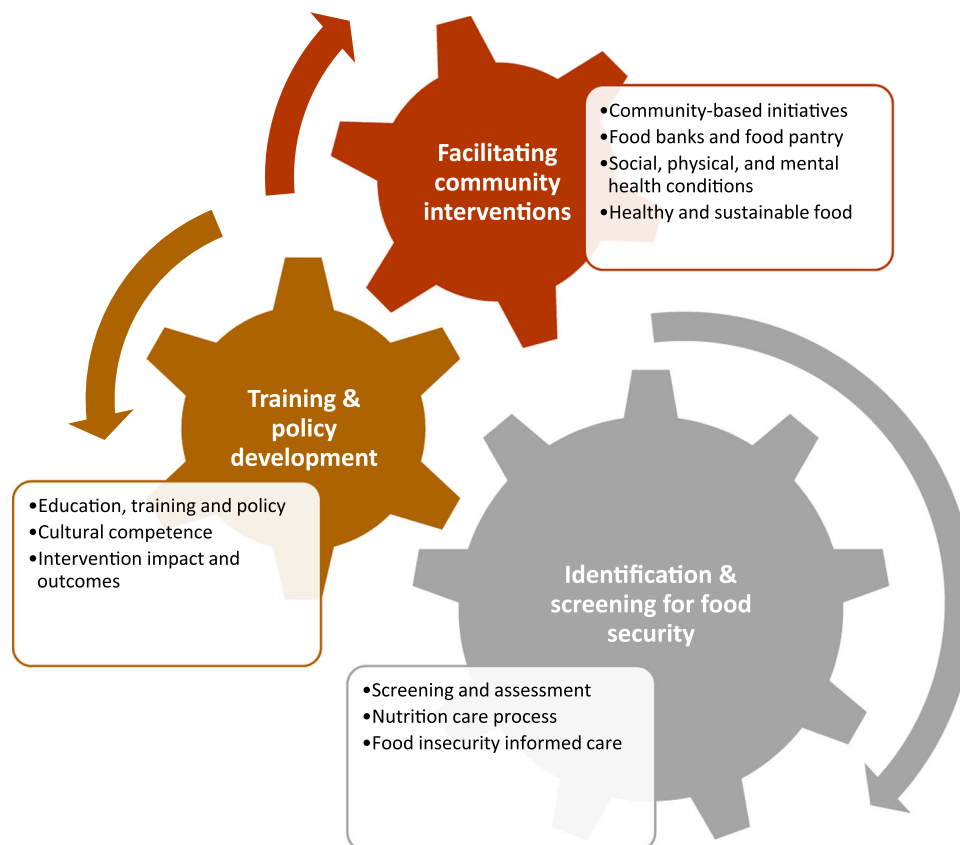 Facilitating
community
interventions
•Community-based initiatives
•Food banks and food pantry
•Social, physical, and mental
health conditions
•Healthy and sustainable food
Training &
policy
development
•Education, training and policy
•Cultural competence
•Intervention impact and
outcomes
Identification &
screening for food
security
•Screening and assessment
•Nutrition care process
•Food insecurity informed care